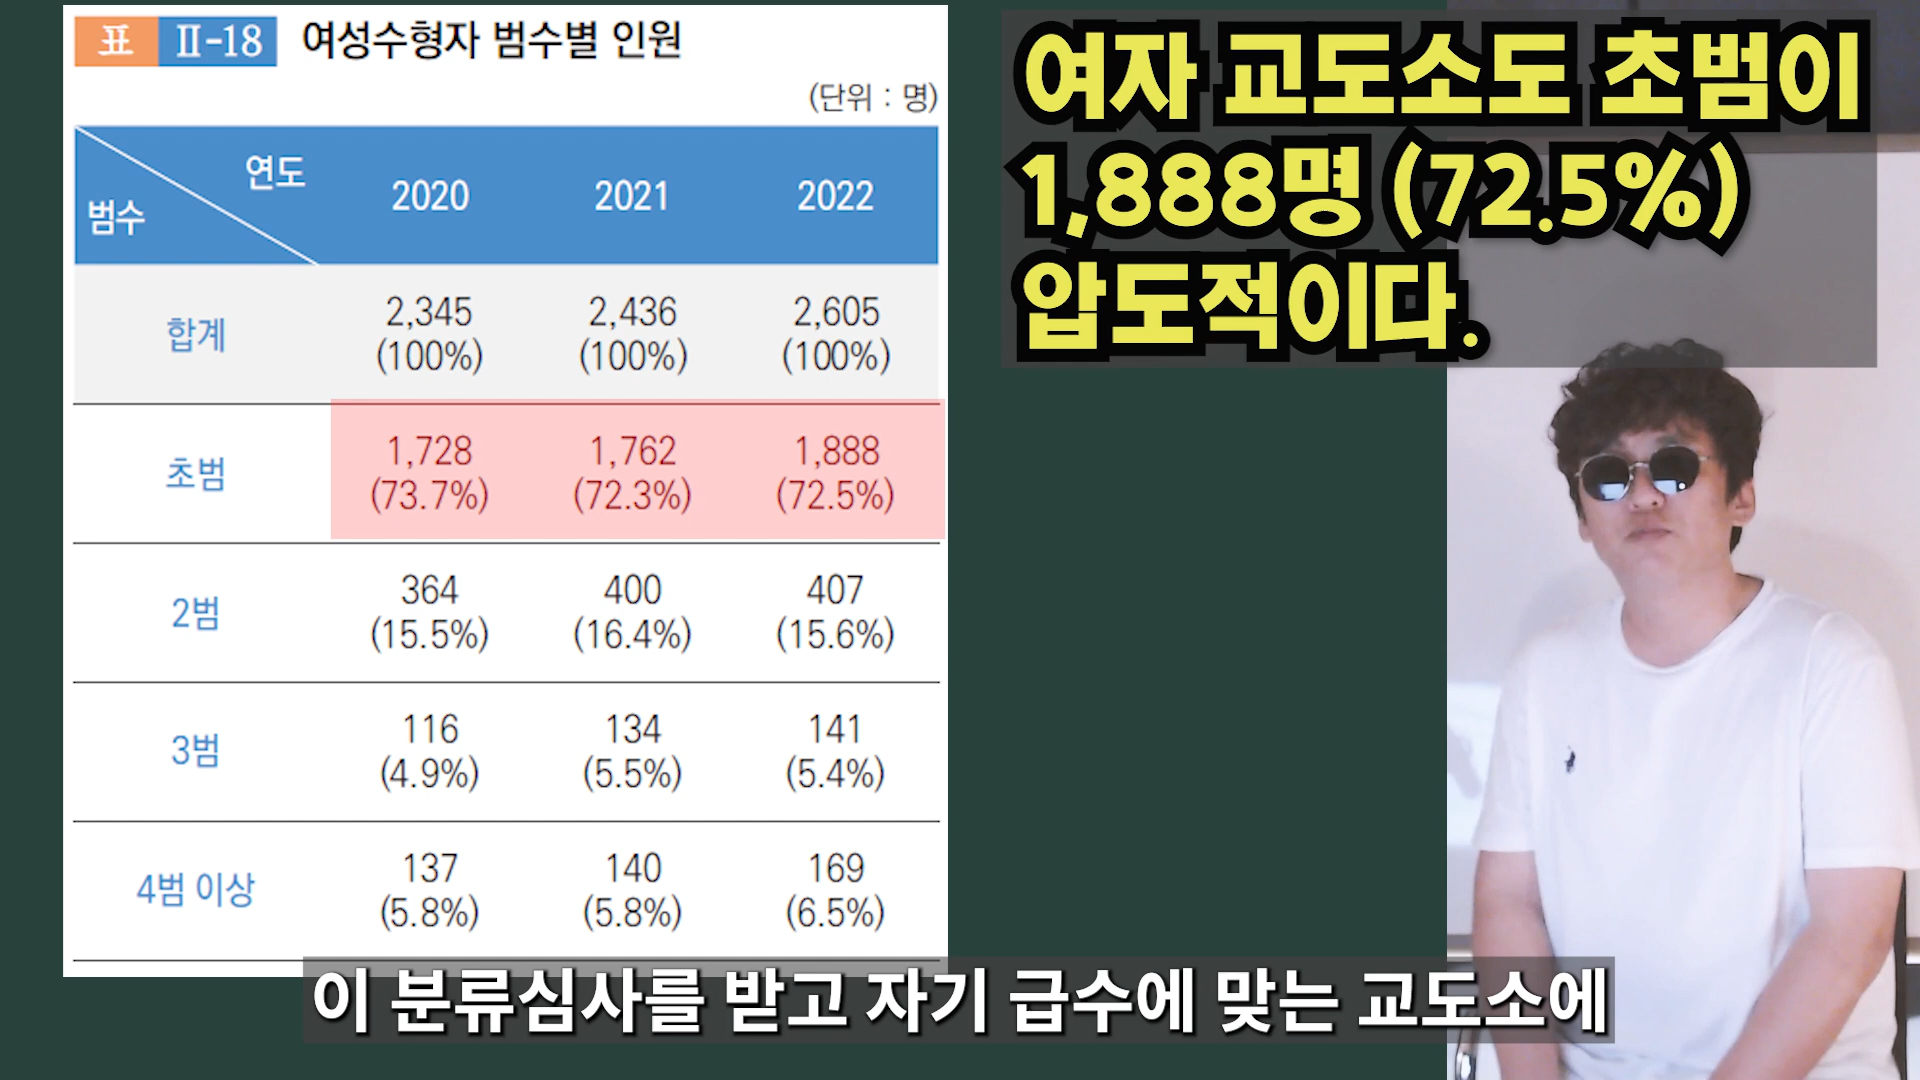 표 Ⅱ-18 여성수형자 범수별 인원
(단위 : 명)
연도
범수
2020 2021 2022
합계
2,345 2,436 2,605
(100%) (100%) (100%)
초범
1,728 1,762 1,888
(73.7%) (72.3%) (72.5%)
2범
364 400 407
(15.5%) (16.4%) (15.6%)
3범
116 134 141
(4.9%) (5.5%) (5.4%)
4범 이상
137 140 169
(5.8%) (5.8%) (6.5%)
여자 교도소도 초범이
1,888명 (72.5%)
압도적이다.
이 분류심사를 받고 자기 급수에 맞는 교도소에